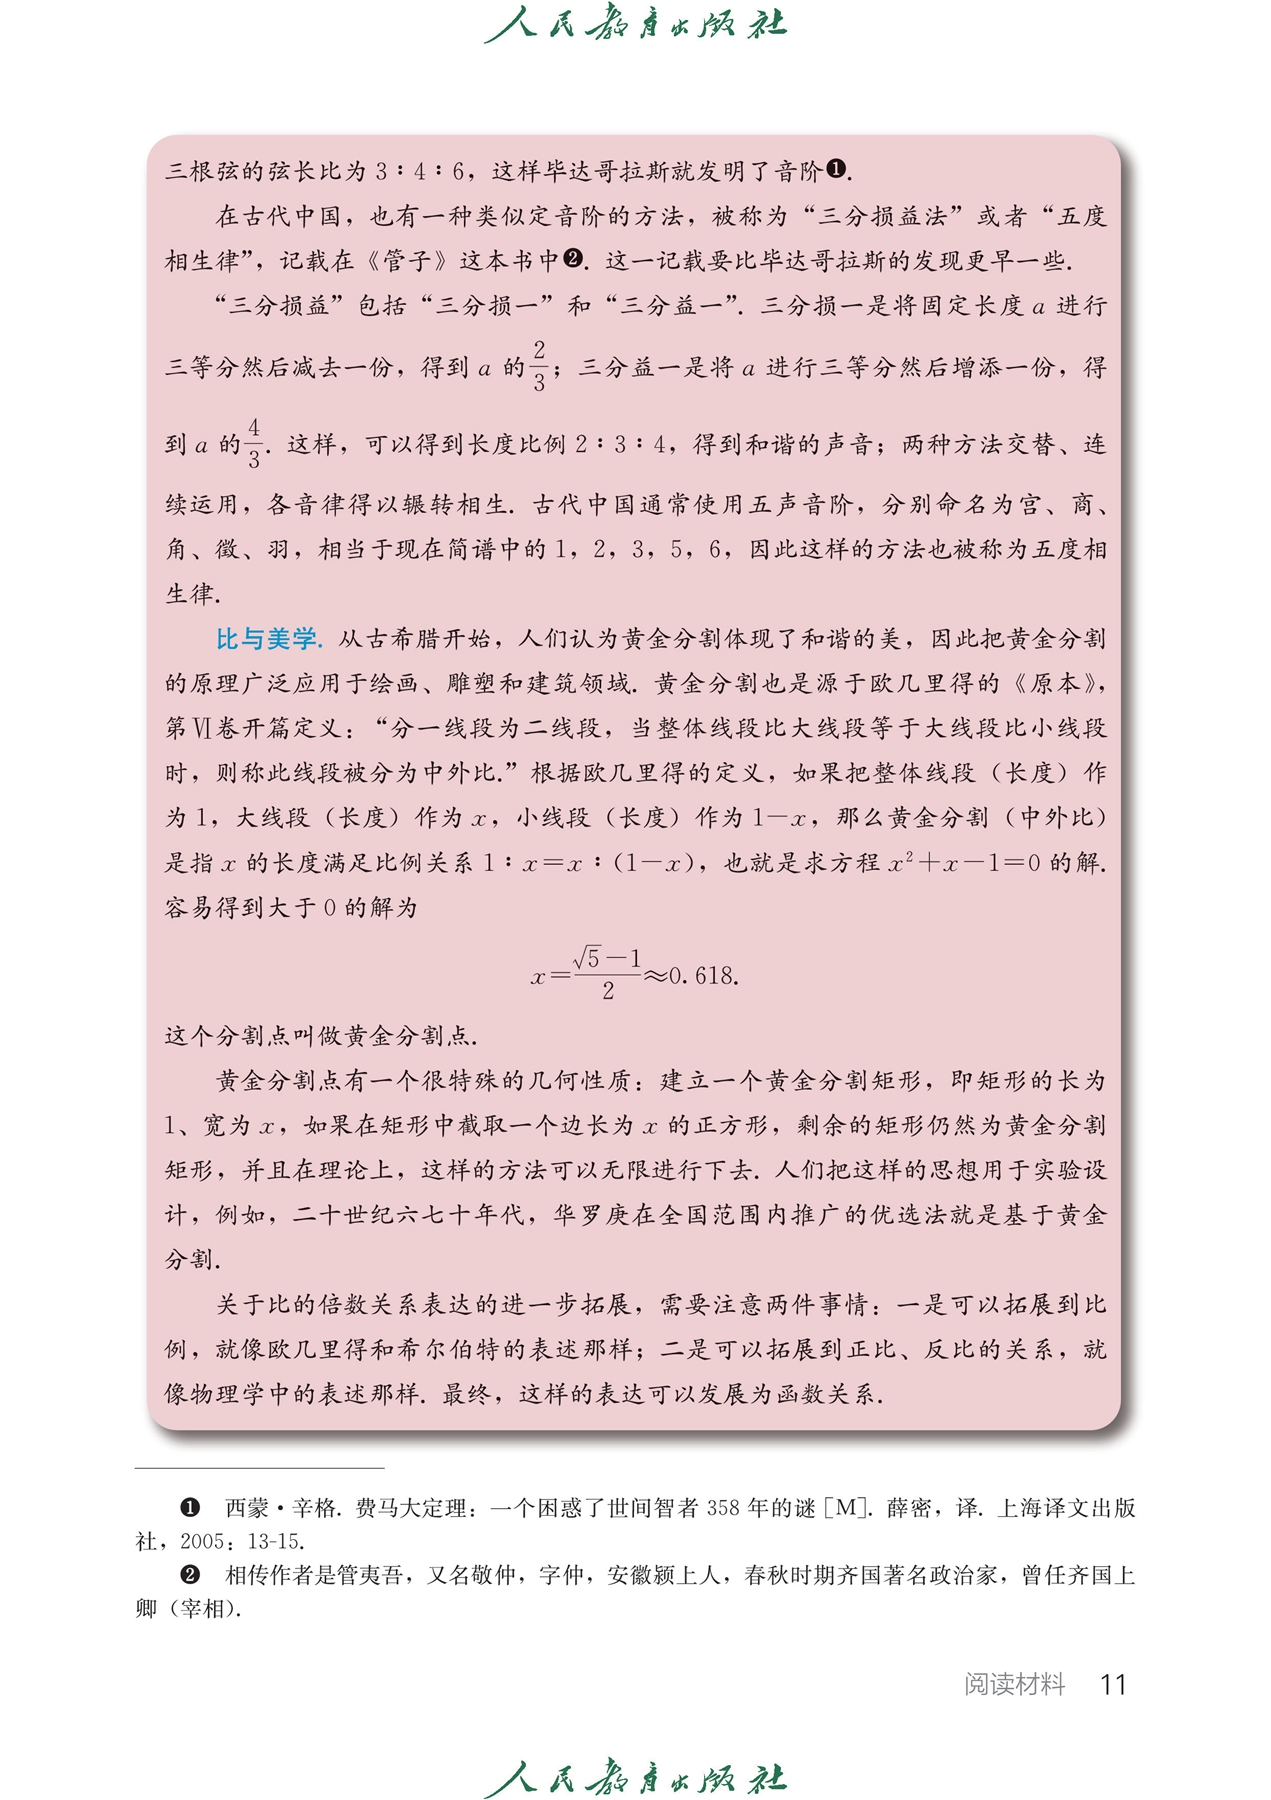 人民教育出版社
三根弦的弦长比为 3∶4∶6，这样毕达哥拉斯就发明了音阶❶.
在古代中国，也有一种类似定音阶的方法，被称为“三分损益法”或者“五度
相生律”，记载在《管子》这本书中❷. 这一记载要比毕达哥拉斯的发现更早一些.
“三分损益”包括“三分损一”和“三分益一”. 三分损一是将固定长度 a 进行
三等分然后减去一份，得到 a 的 2/3；三分益一是将 a 进行三等分然后增添一份，得
到 a 的 4/3. 这样，可以得到长度比例 2∶3∶4，得到和谐的声音；两种方法交替、连
续运用，各音律得以辗转相生. 古代中国通常使用五声音阶，分别命名为宫、商、
角、徵、羽，相当于现在简谱中的 1，2，3，5，6，因此这样的方法也被称为五度相
生律.
比与美学. 从古希腊开始，人们认为黄金分割体现了和谐的美，因此把黄金分割
的原理广泛应用于绘画、雕塑和建筑领域. 黄金分割也是源于欧几里得的《原本》，
第Ⅵ卷开篇定义：“分一线段为二线段，当整体线段比大线段等于大线段比小线段
时，则称此线段被分为中外比.”根据欧几里得的定义，如果把整体线段（长度）作
为 1，大线段（长度）作为 x，小线段（长度）作为 1－x，那么黄金分割（中外比）
是指 x 的长度满足比例关系 1∶x＝x∶(1－x)，也就是求方程 x²＋x－1＝0 的解.
容易得到大于 0 的解为
x＝(√5－1)/2≈0.618.
这个分割点叫做黄金分割点.
黄金分割点有一个很特殊的几何性质：建立一个黄金分割矩形，即矩形的长为
1、宽为 x，如果在矩形中截取一个边长为 x 的正方形，剩余的矩形仍然为黄金分割
矩形，并且在理论上，这样的方法可以无限进行下去. 人们把这样的思想用于实验设
计，例如，二十世纪六七十年代，华罗庚在全国范围内推广的优选法就是基于黄金
分割.
关于比的倍数关系表达的进一步拓展，需要注意两件事情：一是可以拓展到比
例，就像欧几里得和希尔伯特的表述那样；二是可以拓展到正比、反比的关系，就
像物理学中的表述那样. 最终，这样的表达可以发展为函数关系.
❶ 西蒙·辛格. 费马大定理：一个困惑了世间智者 358 年的谜［M］. 薛密，译. 上海译文出版
社，2005：13-15.
❷ 相传作者是管夷吾，又名敬仲，字仲，安徽颍上人，春秋时期齐国著名政治家，曾任齐国上
卿（宰相）.
阅读材料 11
人民教育出版社